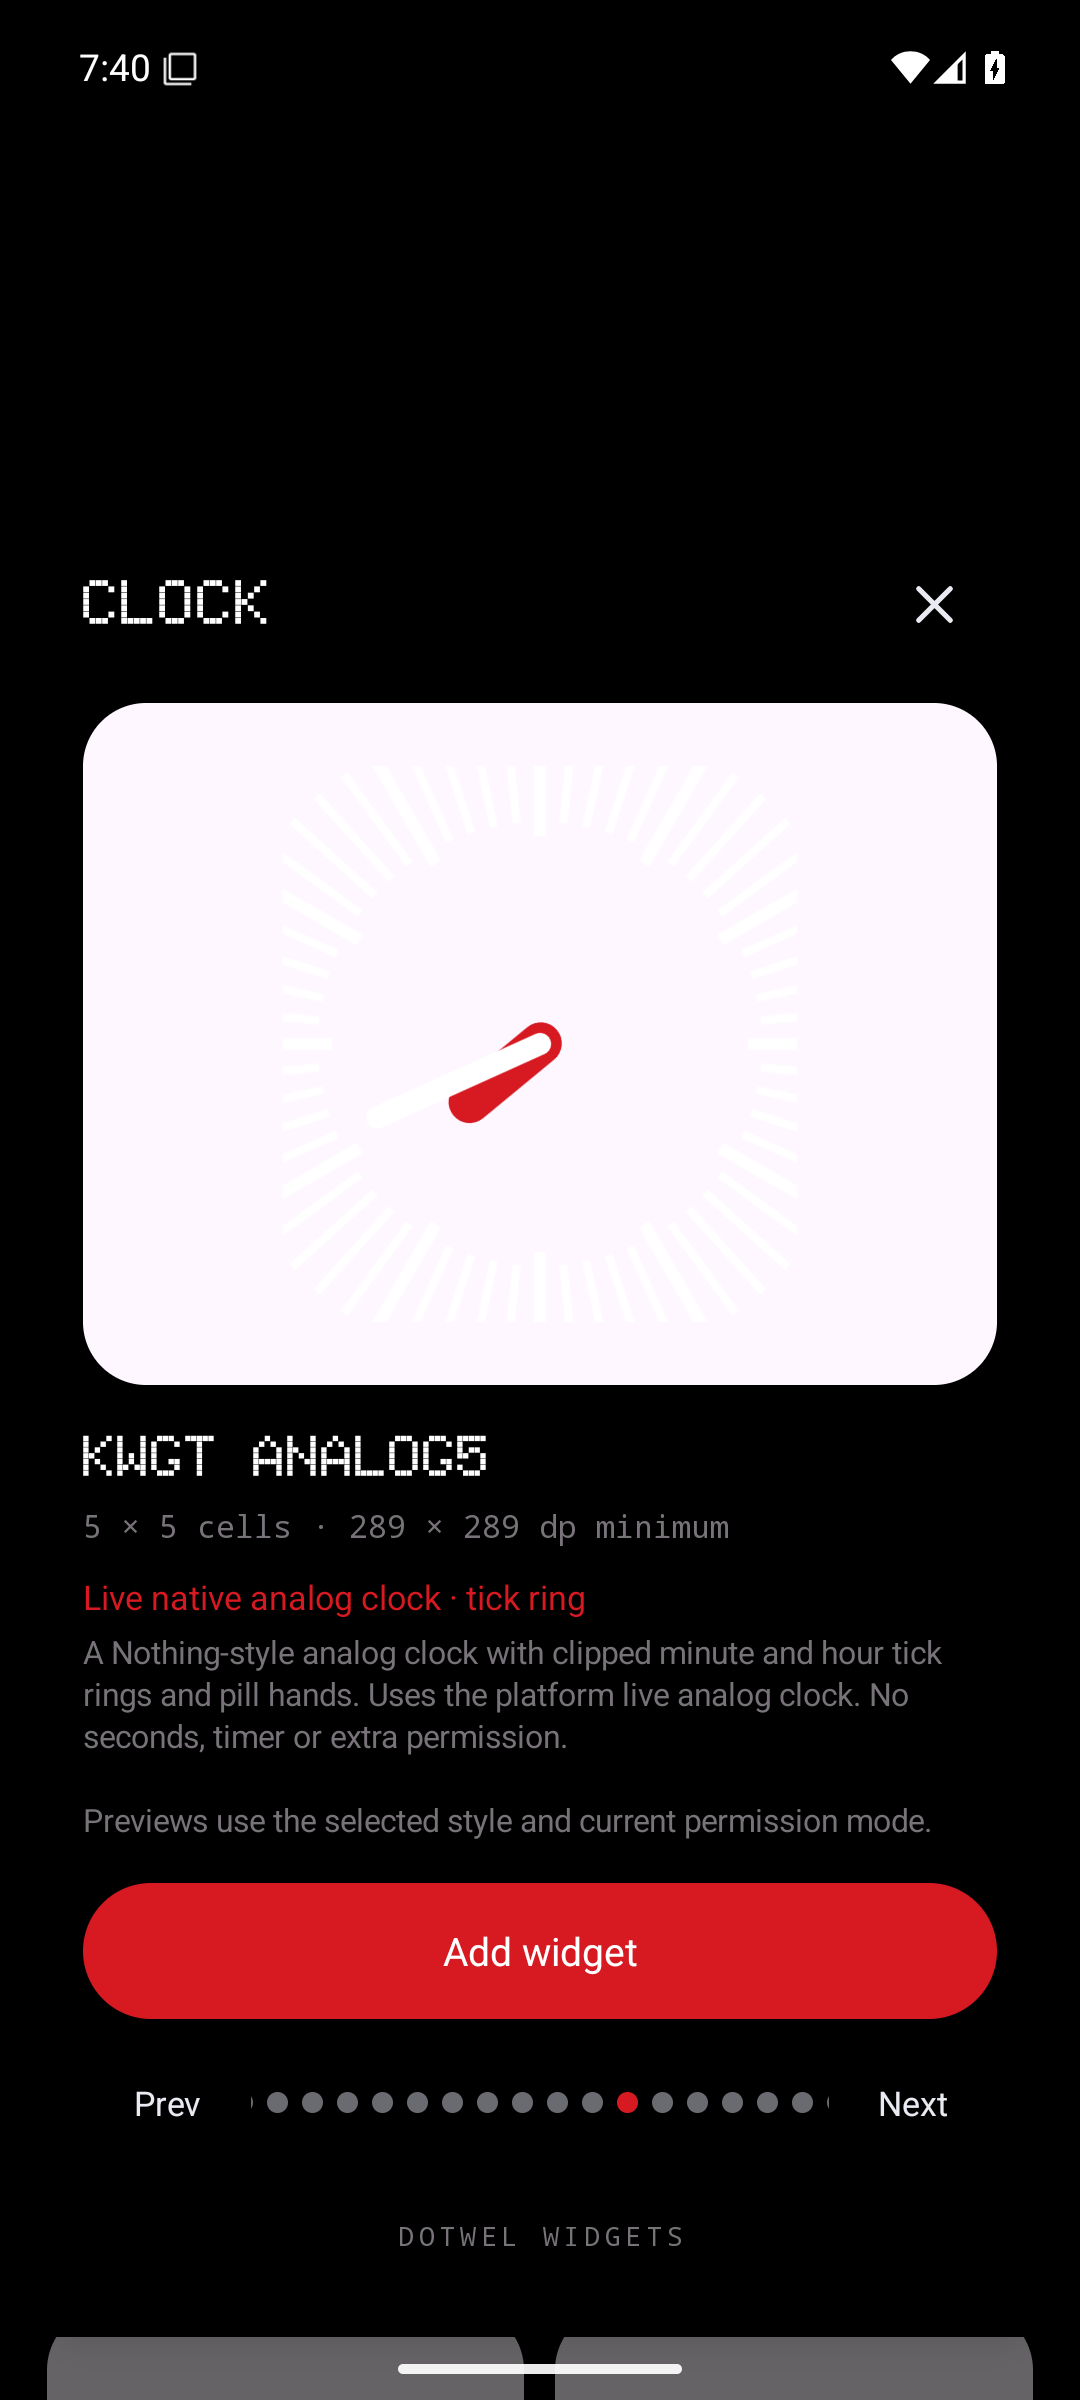 7:40
CLOCK
KWGT ANALOG5
5 × 5 cells · 289 × 289 dp minimum
Live native analog clock · tick ring
A Nothing-style analog clock with clipped minute and hour tick
rings and pill hands. Uses the platform live analog clock. No
seconds, timer or extra permission.
Previews use the selected style and current permission mode.
Add widget
Prev
Next
DOTWEL WIDGETS